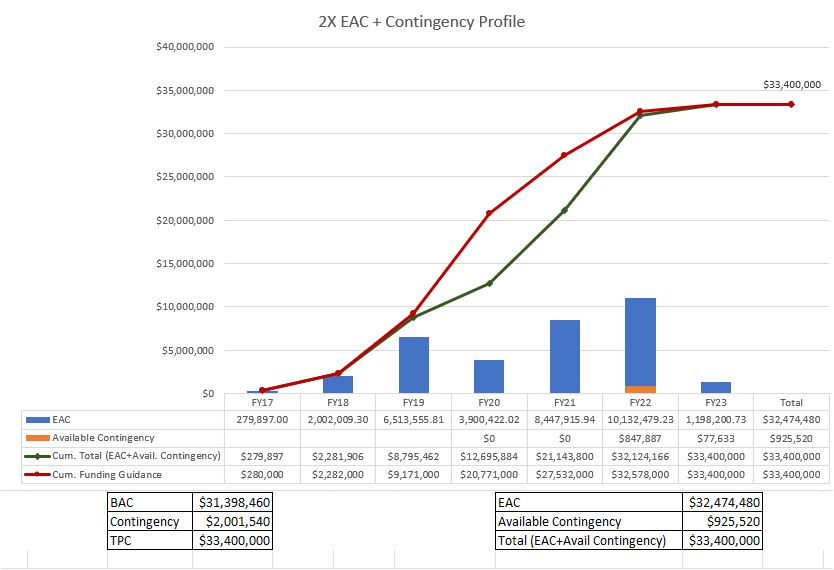 2X EAC + Contingency Profile
$40,000,000
$35,000,000
$33,400,000
$30,000,000
$25,000,000
$20,000,000
$15,000,000
$10,000,000
$5,000,000
$0
FY17 FY18 FY19 FY20 FY21 FY22 FY23 Total
EAC 279,897.00 2,002,009.30 6,513,555.81 3,900,422.02 8,447,915.94 10,132,479.23 1,198,200.73 $32,474,480
Available Contingency $0 $0 $847,887 $77,633 $925,520
Cum. Total (EAC+Avail. Contingency) $279,897 $2,281,906 $8,795,462 $12,695,884 $21,143,800 $32,124,166 $33,400,000 $33,400,000
Cum. Funding Guidance $280,000 $2,282,000 $9,171,000 $20,771,000 $27,532,000 $32,578,000 $33,400,000 $33,400,000
BAC $31,398,460
Contingency $2,001,540
TPC $33,400,000
EAC $32,474,480
Available Contingency $925,520
Total (EAC+Avail Contingency) $33,400,000